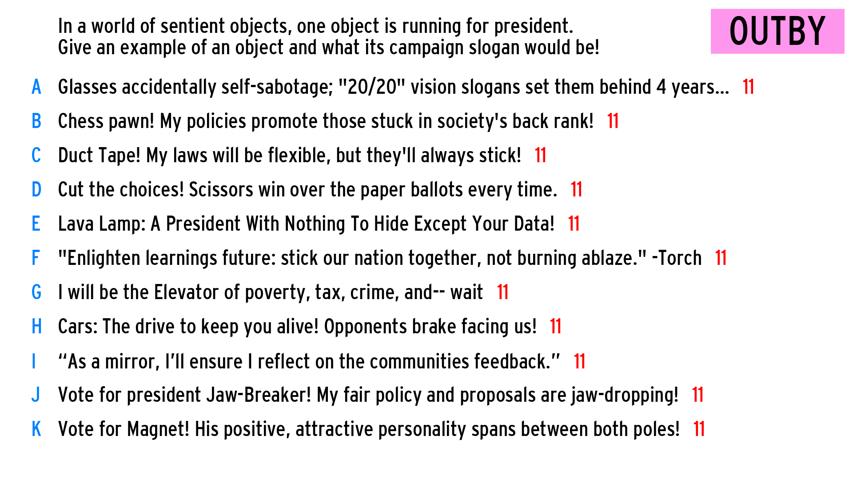 In a world of sentient objects, one object is running for president.
Give an example of an object and what its campaign slogan would be!
OUTBY
A Glasses accidentally self-sabotage; "20/20" vision slogans set them behind 4 years... 11
B Chess pawn! My policies promote those stuck in society's back rank! 11
C Duct Tape! My laws will be flexible, but they'll always stick! 11
D Cut the choices! Scissors win over the paper ballots every time. 11
E Lava Lamp: A President With Nothing To Hide Except Your Data! 11
F "Enlighten learnings future: stick our nation together, not burning ablaze." -Torch 11
G I will be the Elevator of poverty, tax, crime, and-- wait 11
H Cars: The drive to keep you alive! Opponents brake facing us! 11
I “As a mirror, I’ll ensure I reflect on the communities feedback.” 11
J Vote for president Jaw-Breaker! My fair policy and proposals are jaw-dropping! 11
K Vote for Magnet! His positive, attractive personality spans between both poles! 11